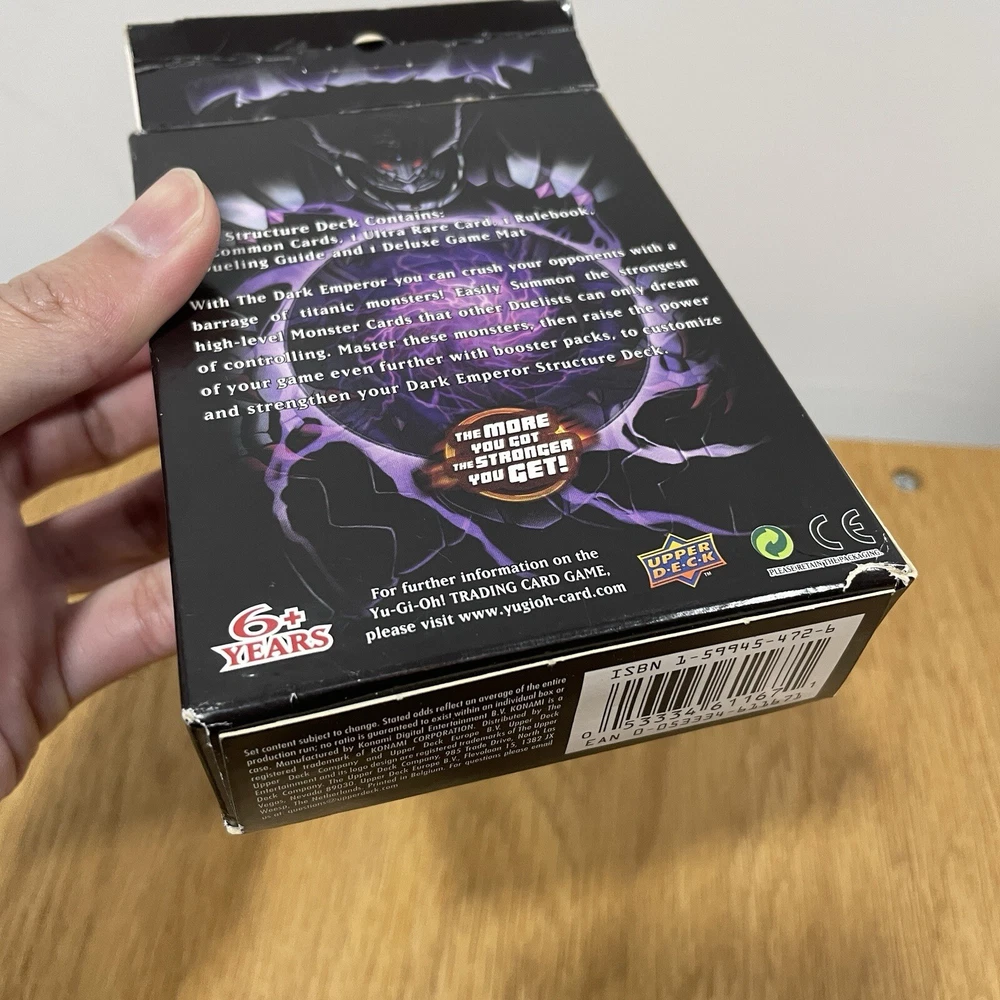 Structure Deck Contains:
ommon Cards, 1 Ultra Rare Card, 1 Rulebook,
ueling Guide and 1 Deluxe Game Mat
With The Dark Emperor you can crush your opponents with a
barrage of titanic monsters! Easily Summon the strongest
high-level Monster Cards that other Duelists can only dream
of controlling. Master these monsters, then raise the power
of your game even further with booster packs, to customize
and strengthen your Dark Emperor Structure Deck.
THE MORE
YOU GOT
THE STRONGER
YOU GET!
For further information on the
Yu-Gi-Oh! TRADING CARD GAME,
please visit www.yugioh-card.com
UPPER
D·E·C·K
TM
CE
PLEASE RETAIN THE PACKAGING
6+
YEARS
Set content subject to change. Stated odds reflect an average of the entire
production run; no ratio is guaranteed to exist within an individual box or
case. Manufactured by Konami Digital Entertainment B.V. KONAMI is a
registered trademark of KONAMI CORPORATION. Distributed by The
Upper Deck Company and Upper Deck Europe B.V. Upper Deck
Entertainment and its logo design are registered trademarks of The Upper
Deck Company. The Upper Deck Company, 985 Trade Drive, North Las
Vegas, Nevada 89030. Upper Deck Europe B.V., Flevolaan 15, 1382 JX
Weesp, The Netherlands. Printed in Belgium. For questions please email
us at questions@upperdeck.com
ISBN 1-59945-472-6
0 53334 61167 1
EAN 0-053334-611671